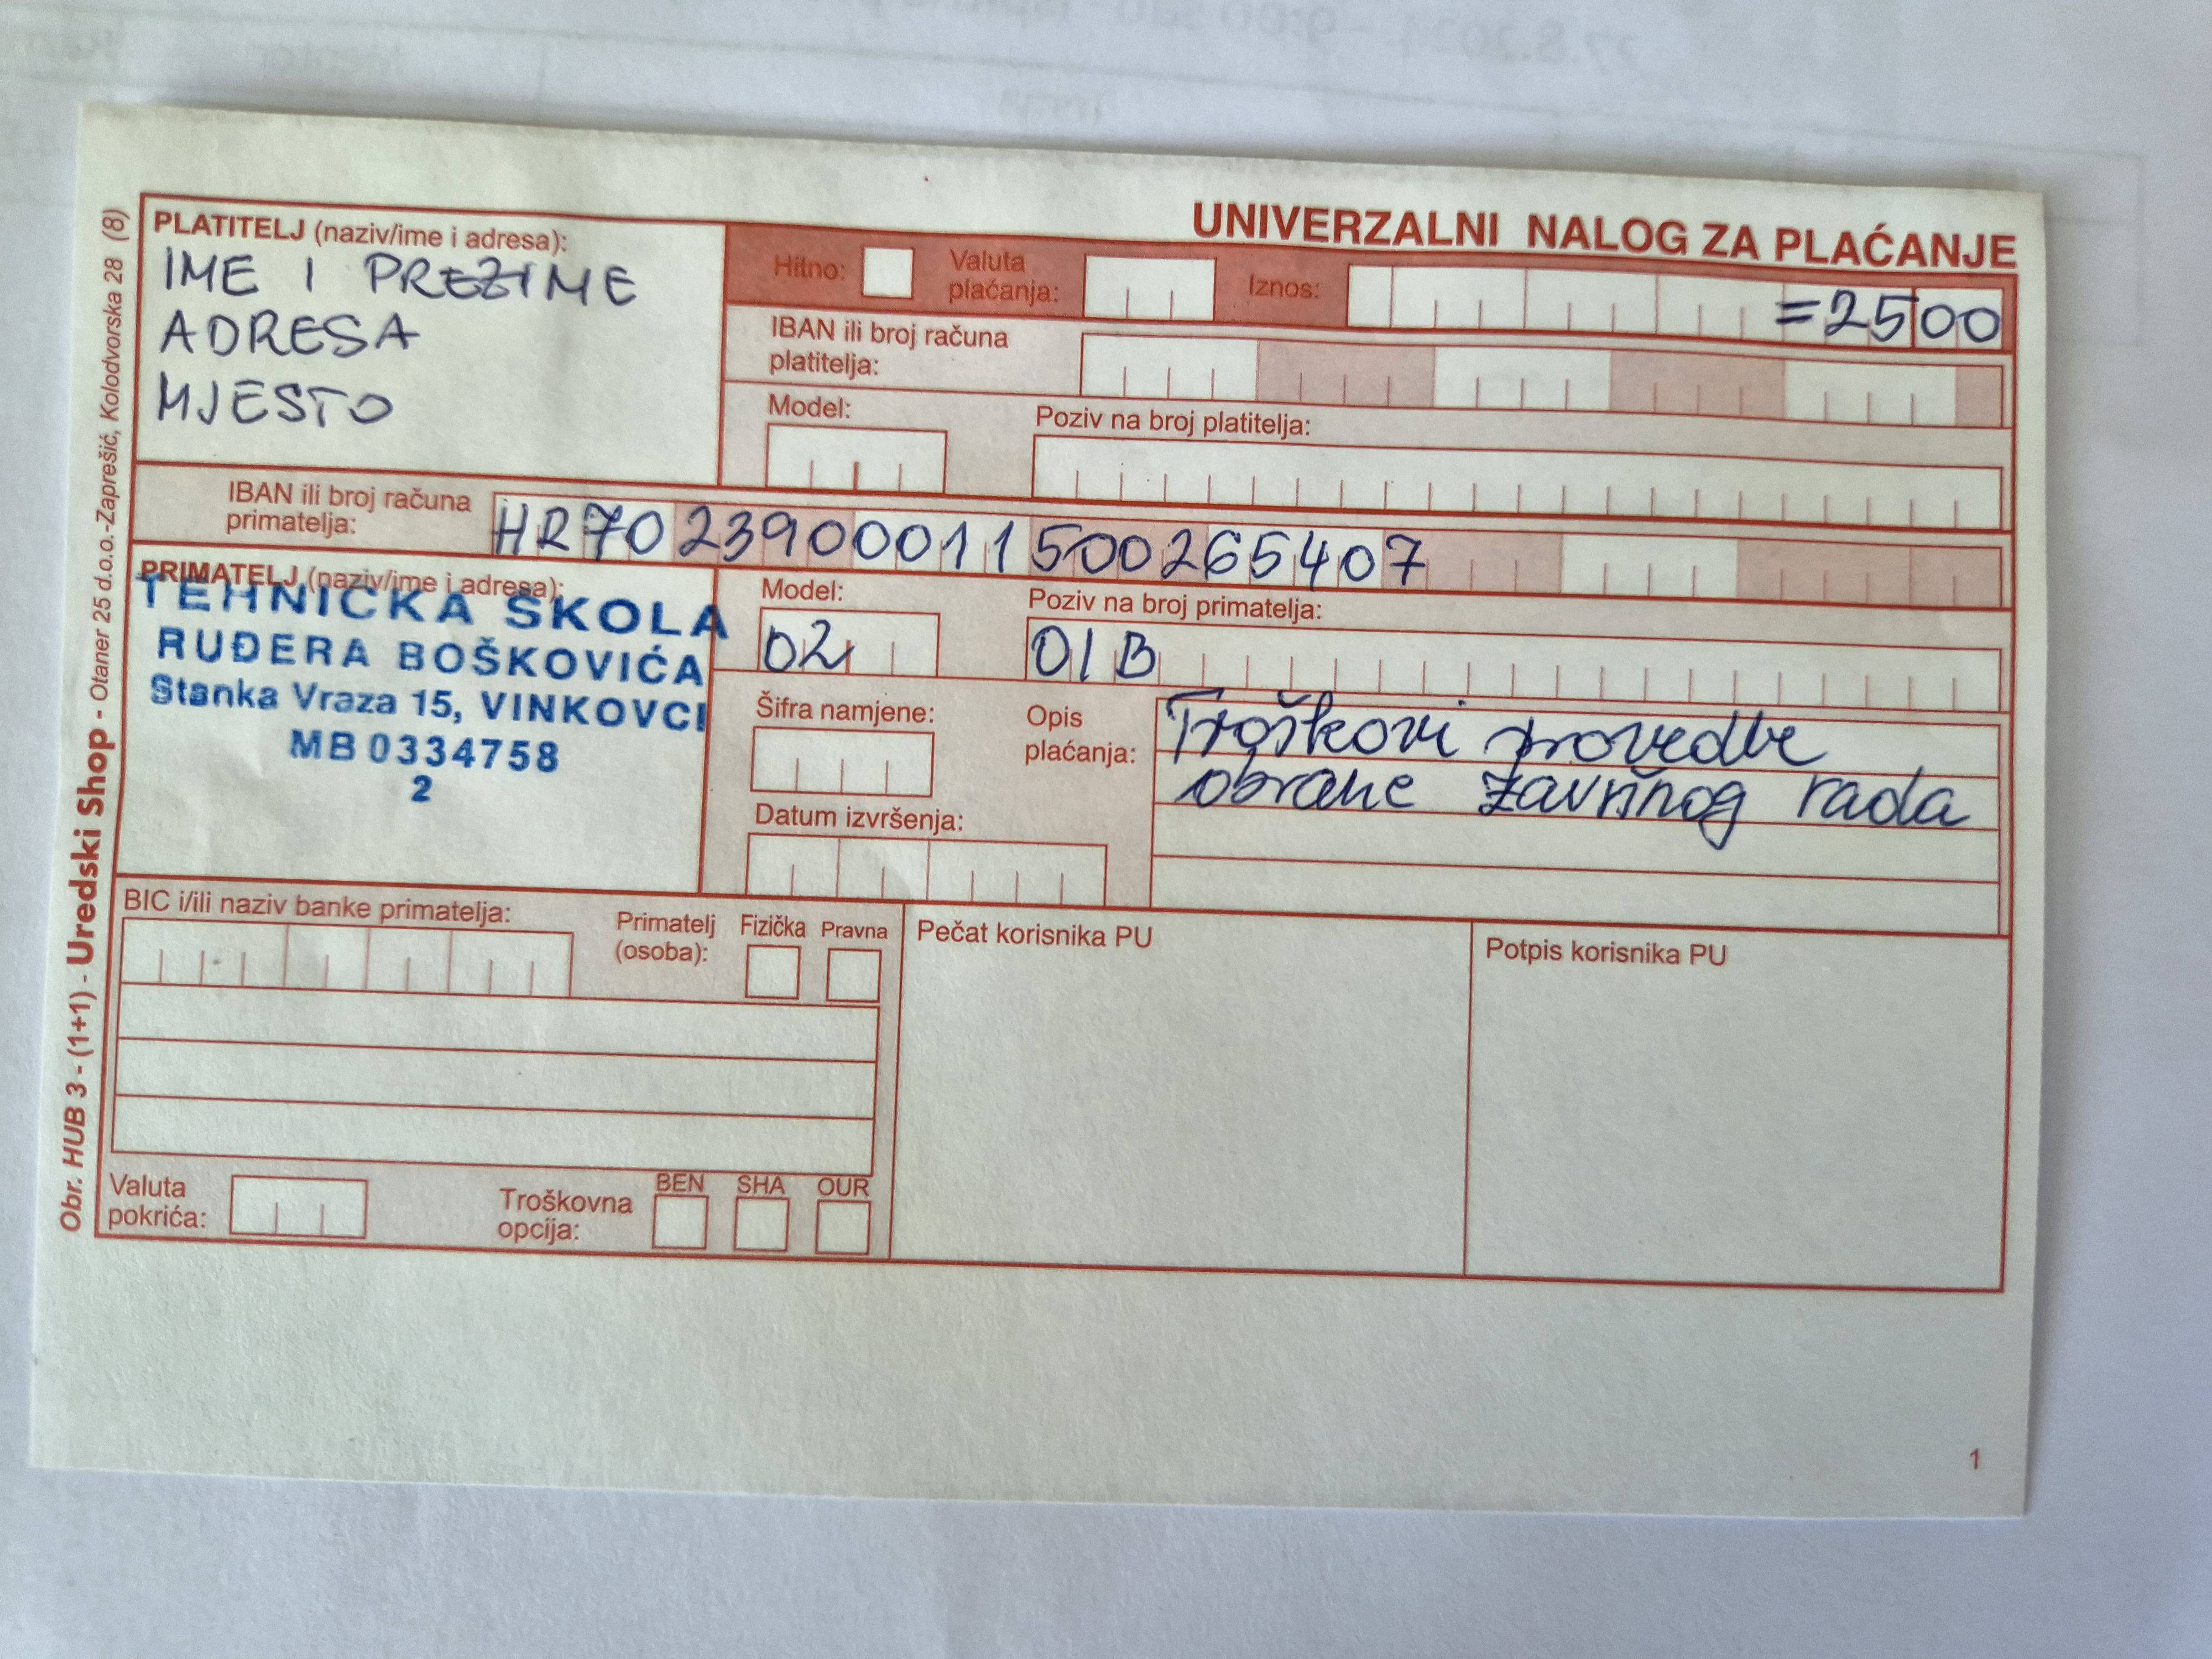 UNIVERZALNI NALOG ZA PLAĆANJE
PLATITELJ (naziv/ime i adresa):
IME I PREZIME
ADRESA
MJESTO
Hitno:
Valuta plaćanja:
Iznos:
=2500
IBAN ili broj računa platitelja:
Model:
Poziv na broj platitelja:
IBAN ili broj računa primatelja:
HR7023900011500265407
PRIMATELJ (naziv/ime i adresa):
TEHNIČKA ŠKOLA
RUĐERA BOŠKOVIĆA
Stanka Vraza 15, VINKOVCI
MB 0334758
2
Model:
02
Poziv na broj primatelja:
OIB
Šifra namjene:
Opis plaćanja:
Troškovi provedbe
obrane završnog rada
Datum izvršenja:
BIC i/ili naziv banke primatelja:
Primatelj (osoba):
Fizička
Pravna
Pečat korisnika PU
Potpis korisnika PU
Valuta pokrića:
Troškovna opcija:
BEN
SHA
OUR
Obr. HUB 3 - (1+1) - Uredski Shop - Otaner 25 d.o.o.-Zaprešić, Kolodvorska 28 (8)
1